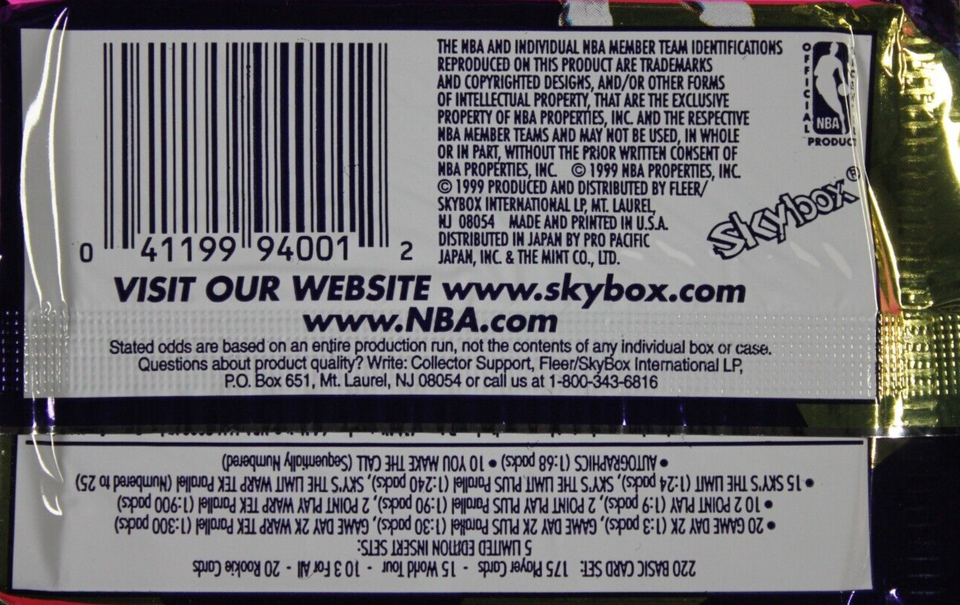 THE NBA AND INDIVIDUAL NBA MEMBER TEAM IDENTIFICATIONS
REPRODUCED ON THIS PRODUCT ARE TRADEMARKS
AND COPYRIGHTED DESIGNS, AND/OR OTHER FORMS
OF INTELLECTUAL PROPERTY, THAT ARE THE EXCLUSIVE
PROPERTY OF NBA PROPERTIES, INC. AND THE RESPECTIVE
NBA MEMBER TEAMS AND MAY NOT BE USED, IN WHOLE
OR IN PART, WITHOUT THE PRIOR WRITTEN CONSENT OF
NBA PROPERTIES, INC. © 1999 NBA PROPERTIES, INC.
© 1999 PRODUCED AND DISTRIBUTED BY FLEER/
SKYBOX INTERNATIONAL LP, MT. LAUREL,
NJ 08054 MADE AND PRINTED IN U.S.A.
DISTRIBUTED IN JAPAN BY PRO PACIFIC
JAPAN, INC. & THE MINT CO., LTD.
OFFICIAL
NBA
PRODUCT
Skybox®
0 41199 94001 2
VISIT OUR WEBSITE www.skybox.com
www.NBA.com
Stated odds are based on an entire production run, not the contents of any individual box or case.
Questions about product quality? Write: Collector Support, Fleer/SkyBox International LP,
P.O. Box 651, Mt. Laurel, NJ 08054 or call us at 1-800-343-6816
220 BASIC CARD SET: 175 Player Cards - 15 World Tour - 10 3 For All - 20 Rookie Cards
5 LIMITED EDITION INSERT SETS:
• 20 GAME DAY 2K (1:3 packs), GAME DAY 2K PLUS Parallel (1:30 packs), GAME DAY 2K WARP TEK Parallel (1:300 packs)
• 10 2 POINT PLAY (1:9 packs), 2 POINT PLAY PLUS Parallel (1:90 packs), 2 POINT PLAY WARP TEK Parallel (1:900 packs)
• 15 SKY'S THE LIMIT (1:24 packs), SKY'S THE LIMIT PLUS Parallel (1:240 packs), SKY'S THE LIMIT WARP TEK Parallel (Numbered to 25)
• AUTOGRAPHICS (1:68 packs) • 10 YOU MAKE THE CALL (Sequentially Numbered)